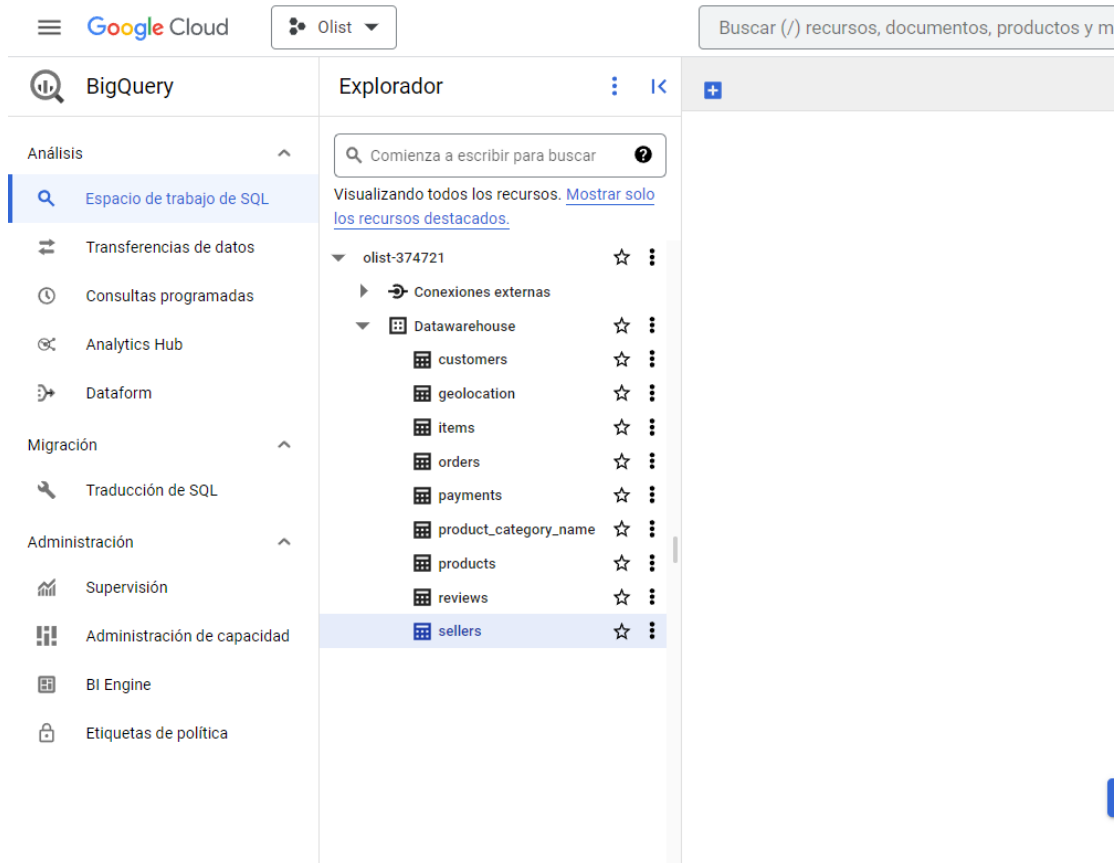 Google Cloud
Olist
Buscar (/) recursos, documentos, productos y m
BigQuery
Análisis
Espacio de trabajo de SQL
Transferencias de datos
Consultas programadas
Analytics Hub
Dataform
Migración
Traducción de SQL
Administración
Supervisión
Administración de capacidad
BI Engine
Etiquetas de política
Explorador
Comienza a escribir para buscar
Visualizando todos los recursos. Mostrar solo
los recursos destacados.
olist-374721
Conexiones externas
Datawarehouse
customers
geolocation
items
orders
payments
product_category_name
products
reviews
sellers